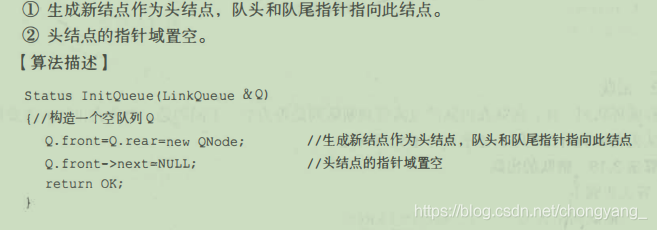 ① 生成新结点作为头结点，队头和队尾指针指向此结点。
② 头结点的指针域置空。
【算法描述】
Status InitQueue(LinkQueue &Q)
{//构造一个空队列Q
Q.front=Q.rear=new QNode; //生成新结点作为头结点，队头和队尾指针指向此结点
Q.front->next=NULL; //头结点的指针域置空
return OK;
}
https://blog.csdn.net/chongyang_